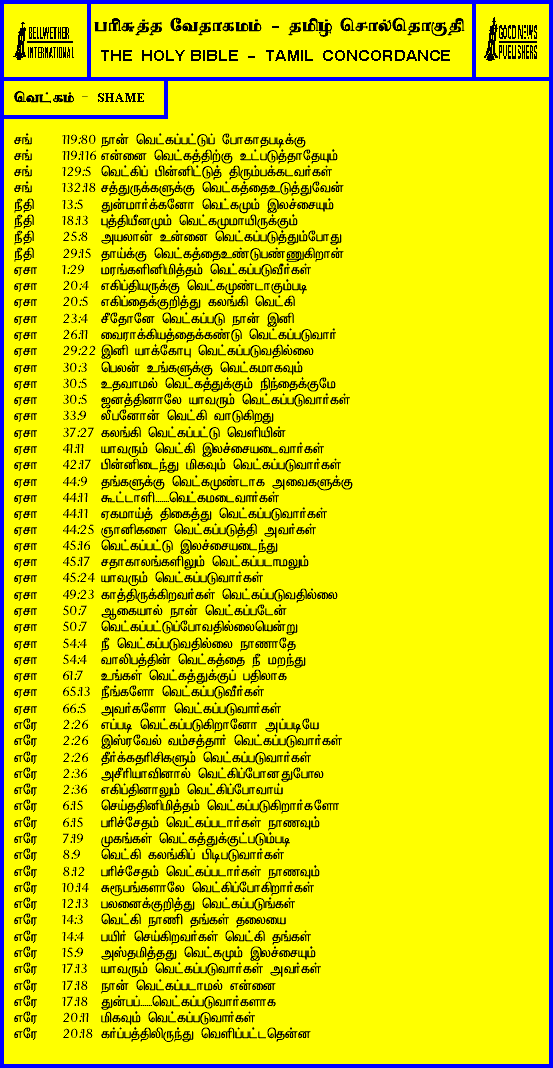 BELLWETHER INTERNATIONAL
பரிசுத்த வேதாகமம் - தமிழ் சொல்தொகுதி
THE HOLY BIBLE - TAMIL CONCORDANCE
GOOD NEWS PUBLISHERS
வெட்கம் - SHAME
சங் 119:80 நான் வெட்கப்பட்டுப் போகாதபடிக்கு
சங் 119:116 என்னை வெட்கத்திற்கு உட்படுத்தாதேயும்
சங் 129:5 வெட்கிப் பின்னிட்டுத் திரும்பக்கடவர்கள்
சங் 132:18 சத்துருக்களுக்கு வெட்கத்தைஉடுத்துவேன்
நீதி 13:5 துன்மார்க்கனோ வெட்கமும் இலச்சையும்
நீதி 18:13 புத்தியீனமும் வெட்கமுமாயிருக்கும்
நீதி 25:8 அயலான் உன்னை வெட்கப்படுத்தும்போது
நீதி 29:15 தாய்க்கு வெட்கத்தைஉண்டுபண்ணுகிறான்
ஏசா 1:29 மரங்களினிமித்தம் வெட்கப்படுவீர்கள்
ஏசா 20:4 எகிப்தியருக்கு வெட்கமுண்டாகும்படி
ஏசா 20:5 எகிப்தைக்குறித்து கலங்கி வெட்கி
ஏசா 23:4 சீதோனே வெட்கப்படு நான் இனி
ஏசா 26:11 வைராக்கியத்தைக்கண்டு வெட்கப்படுவார்
ஏசா 29:22 இனி யாக்கோபு வெட்கப்படுவதில்லை
ஏசா 30:3 பெலன் உங்களுக்கு வெட்கமாகவும்
ஏசா 30:5 உதவாமல் வெட்கத்துக்கும் நிந்தைக்குமே
ஏசா 30:5 ஜனத்தினாலே யாவரும் வெட்கப்படுவார்கள்
ஏசா 33:9 லீபனோன் வெட்கி வாடுகிறது
ஏசா 37:27 கலங்கி வெட்கப்பட்டு வெளியின்
ஏசா 41:11 யாவரும் வெட்கி இலச்சையடைவார்கள்
ஏசா 42:17 பின்னிடைந்து மிகவும் வெட்கப்படுவார்கள்
ஏசா 44:9 தங்களுக்கு வெட்கமுண்டாக அவைகளுக்கு
ஏசா 44:11 கூட்டாளி.......வெட்கமடைவார்கள்
ஏசா 44:11 ஏகமாய்த் திகைத்து வெட்கப்படுவார்கள்
ஏசா 44:25 ஞானிகளை வெட்கப்படுத்தி அவர்கள்
ஏசா 45:16 வெட்கப்பட்டு இலச்சையடைந்து
ஏசா 45:17 சதாகாலங்களிலும் வெட்கப்படாமலும்
ஏசா 45:24 யாவரும் வெட்கப்படுவார்கள்
ஏசா 49:23 காத்திருக்கிறவர்கள் வெட்கப்படுவதில்லை
ஏசா 50:7 ஆகையால் நான் வெட்கப்படேன்
ஏசா 50:7 வெட்கப்பட்டுப்போவதில்லையென்று
ஏசா 54:4 நீ வெட்கப்படுவதில்லை நாணாதே
ஏசா 54:4 வாலிபத்தின் வெட்கத்தை நீ மறந்து
ஏசா 61:7 உங்கள் வெட்கத்துக்குப் பதிலாக
ஏசா 65:13 நீங்களோ வெட்கப்படுவீர்கள்
ஏசா 66:5 அவர்களோ வெட்கப்படுவார்கள்
எரே 2:26 எப்படி வெட்கப்படுகிறானோ அப்படியே
எரே 2:26 இஸ்ரவேல் வம்சத்தார் வெட்கப்படுவார்கள்
எரே 2:26 தீர்க்கதரிசிகளும் வெட்கப்படுவார்கள்
எரே 2:36 அசீரியாவினால் வெட்கிப்போனதுபோல
எரே 2:36 எகிப்தினாலும் வெட்கிப்போவாய்
எரே 6:15 செய்ததினிமித்தம் வெட்கப்படுகிறார்களோ
எரே 6:15 பரிச்சேதம் வெட்கப்படார்கள் நாணவும்
எரே 7:19 முகங்கள் வெட்கத்துக்குட்படும்படி
எரே 8:9 வெட்கி கலங்கிப் பிடிபடுவார்கள்
எரே 8:12 பரிச்சேதம் வெட்கப்படார்கள் நாணவும்
எரே 10:14 சுரூபங்களாலே வெட்கிப்போகிறார்கள்
எரே 12:13 பலனைக்குறித்து வெட்கப்படுங்கள்
எரே 14:3 வெட்கி நாணி தங்கள் தலையை
எரே 14:4 பயிர் செய்கிறவர்கள் வெட்கி தங்கள்
எரே 15:9 அஸ்தமித்தது வெட்கமும் இலச்சையும்
எரே 17:13 யாவரும் வெட்கப்படுவார்கள் அவர்கள்
எரே 17:18 நான் வெட்கப்படாமல் என்னை
எரே 17:18 துன்பப்......வெட்கப்படுவார்களாக
எரே 20:11 மிகவும் வெட்கப்படுவார்கள்
எரே 20:18 கர்ப்பத்திலிருந்து வெளிப்பட்டதென்ன